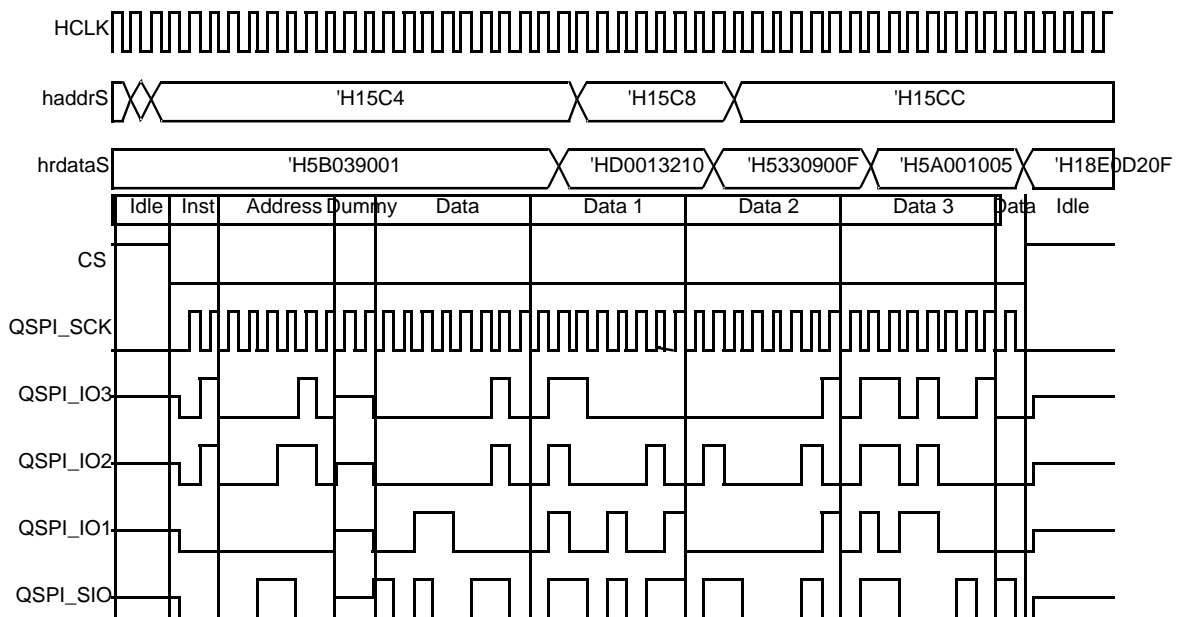 HCLK
haddrS 'H15C4 'H15C8 'H15CC
hrdataS 'H5B039001 'HD0013210 'H5330900F 'H5A001005 'H18E0D20F
Idle Inst Address Dummy Data Data 1 Data 2 Data 3 Data Idle
CS
QSPI_SCK
QSPI_IO3
QSPI_IO2
QSPI_IO1
QSPI_SIO